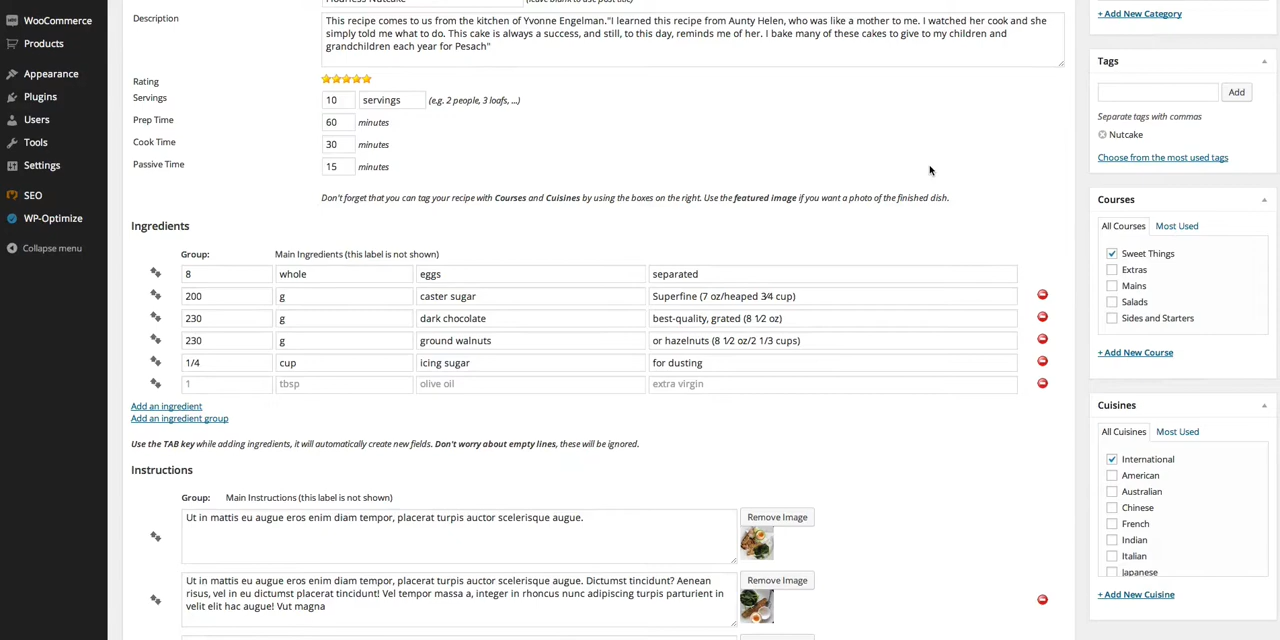 WooCommerce
Products
Appearance
Plugins
Users
Tools
Settings
SEO
WP-Optimize
Collapse menu
(leave blank to use post title)
Description
This recipe comes to us from the kitchen of Yvonne Engelman."I learned this recipe from Aunty Helen, who was like a mother to me. I watched her cook and she
simply told me what to do. This cake is always a success, and still, to this day, reminds me of her. I bake many of these cakes to give to my children and
grandchildren each year for Pesach"
Rating
Servings
10
servings
(e.g. 2 people, 3 loafs, ...)
Prep Time
60
minutes
Cook Time
30
minutes
Passive Time
15
minutes
Don't forget that you can tag your recipe with Courses and Cuisines by using the boxes on the right. Use the featured image if you want a photo of the finished dish.
Ingredients
Group:
Main Ingredients (this label is not shown)
8 whole eggs separated
200 g caster sugar Superfine (7 oz/heaped 3⁄4 cup)
230 g dark chocolate best-quality, grated (8 1⁄2 oz)
230 g ground walnuts or hazelnuts (8 1⁄2 oz/2 1/3 cups)
1/4 cup icing sugar for dusting
1 tbsp olive oil extra virgin
Add an ingredient
Add an ingredient group
Use the TAB key while adding ingredients, it will automatically create new fields. Don't worry about empty lines, these will be ignored.
Instructions
Group:
Main Instructions (this label is not shown)
Ut in mattis eu augue eros enim diam tempor, placerat turpis auctor scelerisque augue.
Remove Image
Ut in mattis eu augue eros enim diam tempor, placerat turpis auctor scelerisque augue. Dictumst tincidunt? Aenean
risus, vel in eu dictumst placerat tincidunt! Vel tempor massa a, integer in rhoncus nunc adipiscing turpis parturient in
velit elit hac augue! Vut magna
Remove Image
+ Add New Category
Tags
Add
Separate tags with commas
Nutcake
Choose from the most used tags
Courses
All Courses
Most Used
Sweet Things
Extras
Mains
Salads
Sides and Starters
+ Add New Course
Cuisines
All Cuisines
Most Used
International
American
Australian
Chinese
French
Indian
Italian
Japanese
+ Add New Cuisine